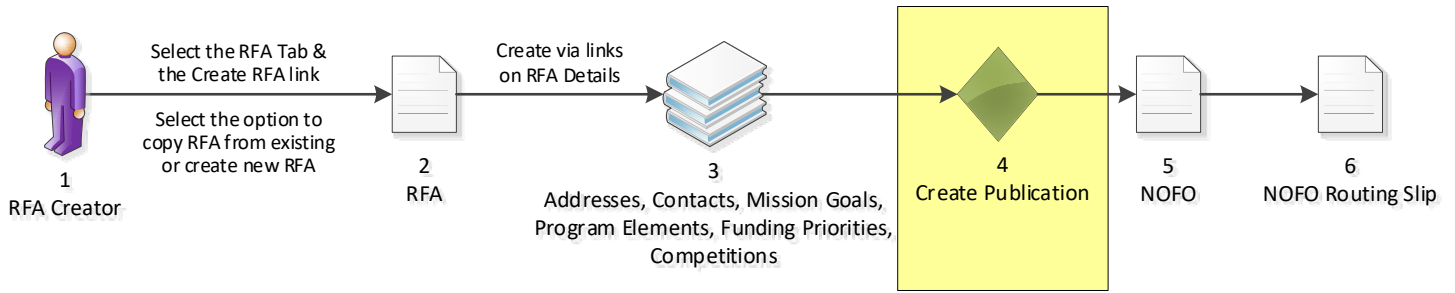 Select the RFA Tab &
the Create RFA link
Select the option to
copy RFA from existing
or create new RFA
1
RFA Creator
2
RFA
Create via links
on RFA Details
3
Addresses, Contacts, Mission Goals,
Program Elements, Funding Priorities,
Competitions
4
Create Publication
5
NOFO
6
NOFO Routing Slip